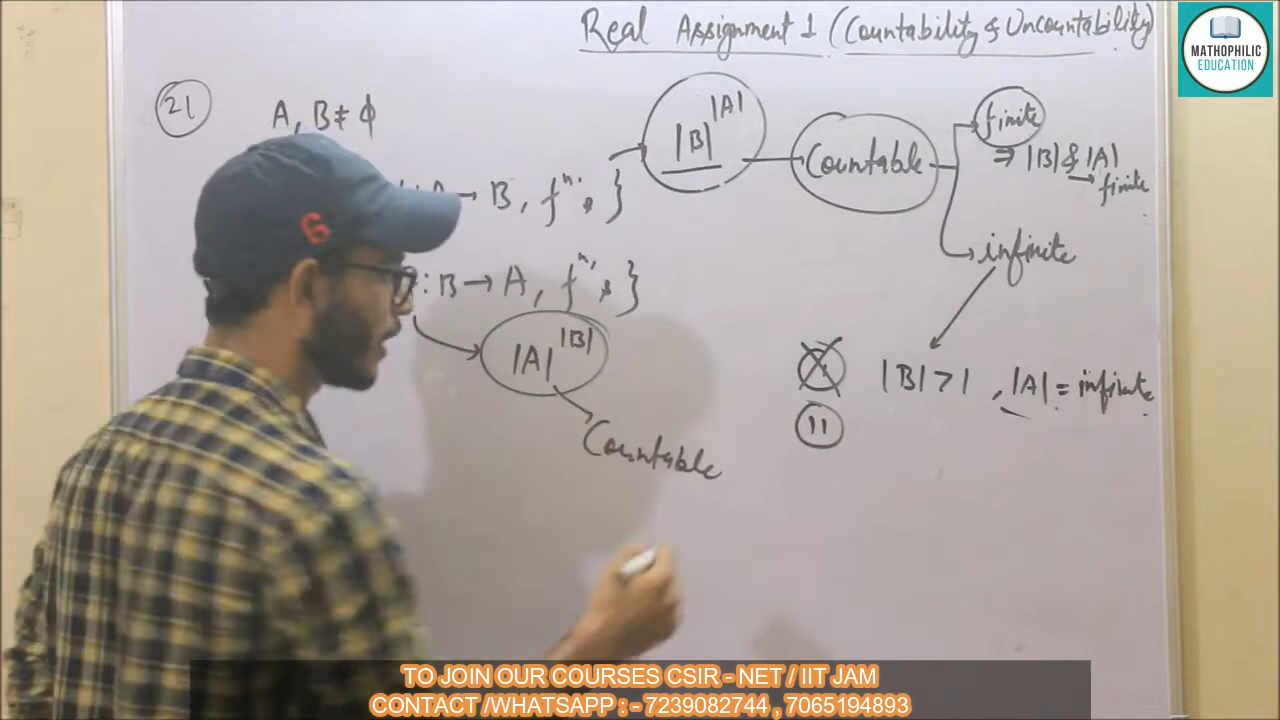 Real Assignment 1 (Countability & Uncountability)
MATHOPHILIC
EDUCATION
21
A, B ≠ ϕ
→ B, fⁿ, }
: B → A, fⁿ, }
|A|^|B|
Countable
|B|^|A|
Countable
finite
⇒ |B| & |A|
finite
infinite
|B| > 1 , |A| = infinite
11
6
TO JOIN OUR COURSES CSIR - NET / IIT JAM
CONTACT /WHATSAPP : - 7239082744 , 7065194893